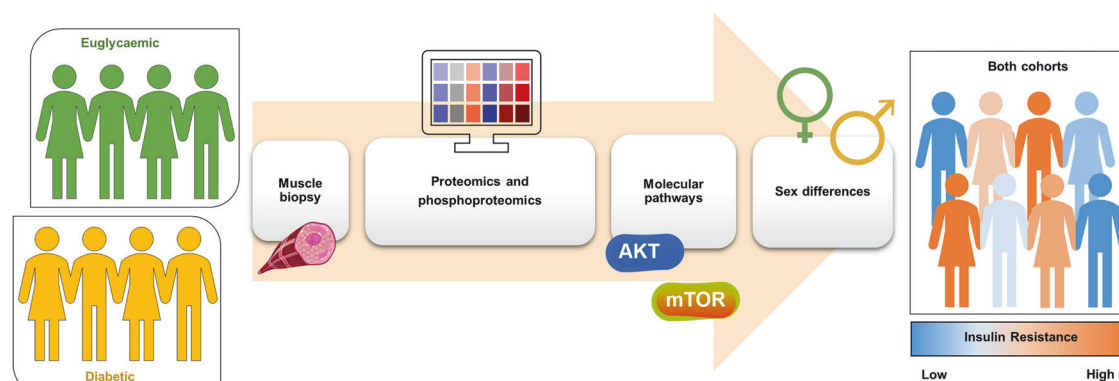 Euglycaemic
Diabetic
Muscle
biopsy
Proteomics and
phosphoproteomics
Molecular
pathways
AKT
mTOR
Sex differences
Both cohorts
Insulin Resistance
Low High